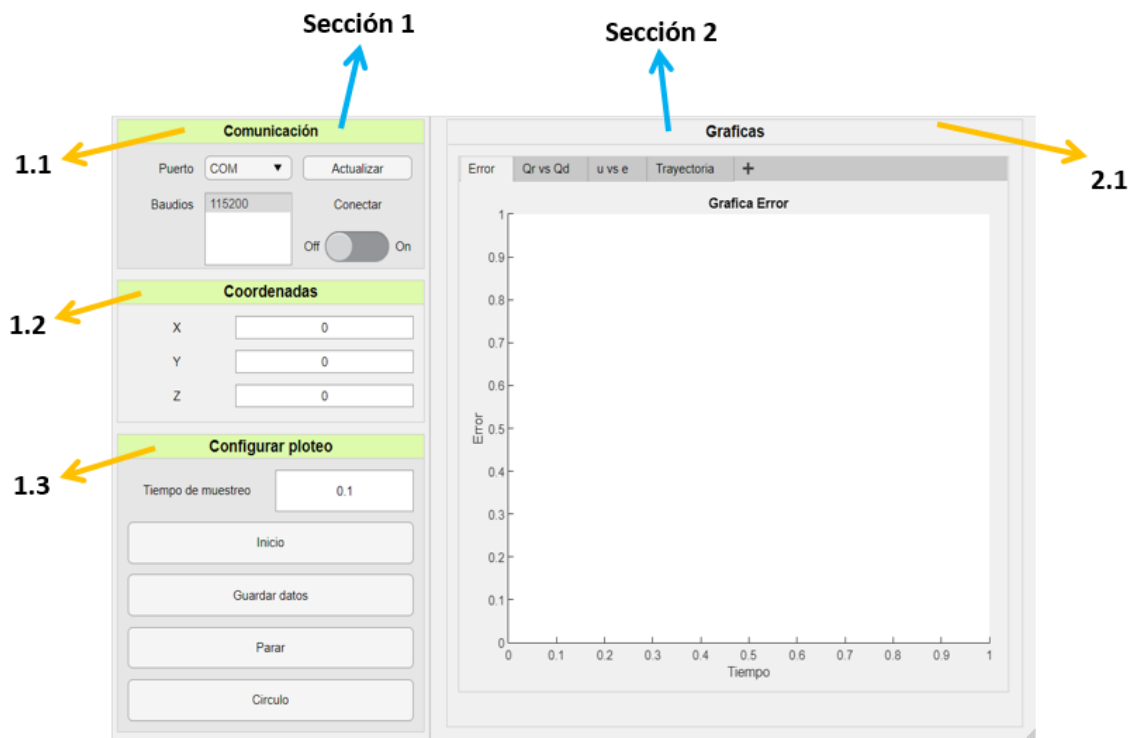 Sección 1
Sección 2
1.1
Comunicación
Puerto COM ▼ Actualizar
Baudios 115200 Conectar
Off On
1.2
Coordenadas
X 0
Y 0
Z 0
1.3
Configurar ploteo
Tiempo de muestreo 0.1
Inicio
Guardar datos
Parar
Circulo
Graficas
2.1
Error Qr vs Qd u vs e Trayectoria +
Grafica Error
1
0.9
0.8
0.7
0.6
0.5
0.4
0.3
0.2
0.1
0
Error
0 0.1 0.2 0.3 0.4 0.5 0.6 0.7 0.8 0.9 1
Tiempo